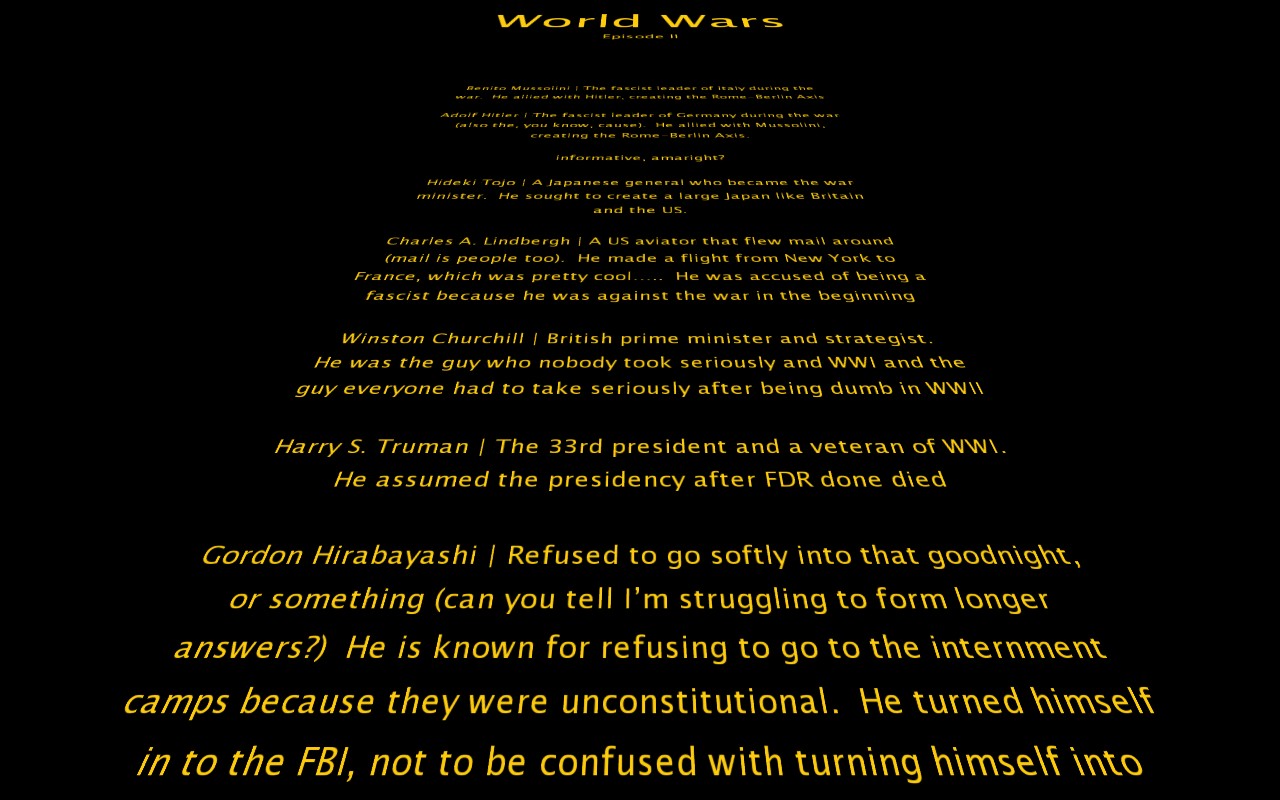 World Wars
Episode II
Benito Mussolini | The fascist leader of Italy during the
war.  He allied with Hitler, creating the Rome-Berlin Axis
Adolf Hitler | The fascist leader of Germany during the war
(also the, you know, cause).  He allied with Mussolini,
creating the Rome-Berlin Axis.
informative, amaright?
Hideki Tojo | A Japanese general who became the war
minister.  He sought to create a large Japan like Britain
and the US.
Charles A. Lindbergh | A US aviator that flew mail around
(mail is people too).  He made a flight from New York to
France, which was pretty cool.....  He was accused of being a
fascist because he was against the war in the beginning
Winston Churchill | British prime minister and strategist.
He was the guy who nobody took seriously and WWI and the
guy everyone had to take seriously after being dumb in WWII
Harry S. Truman | The 33rd president and a veteran of WWI.
He assumed the presidency after FDR done died
Gordon Hirabayashi | Refused to go softly into that goodnight,
or something (can you tell I'm struggling to form longer
answers?)  He is known for refusing to go to the internment
camps because they were unconstitutional.  He turned himself
in to the FBI, not to be confused with turning himself into